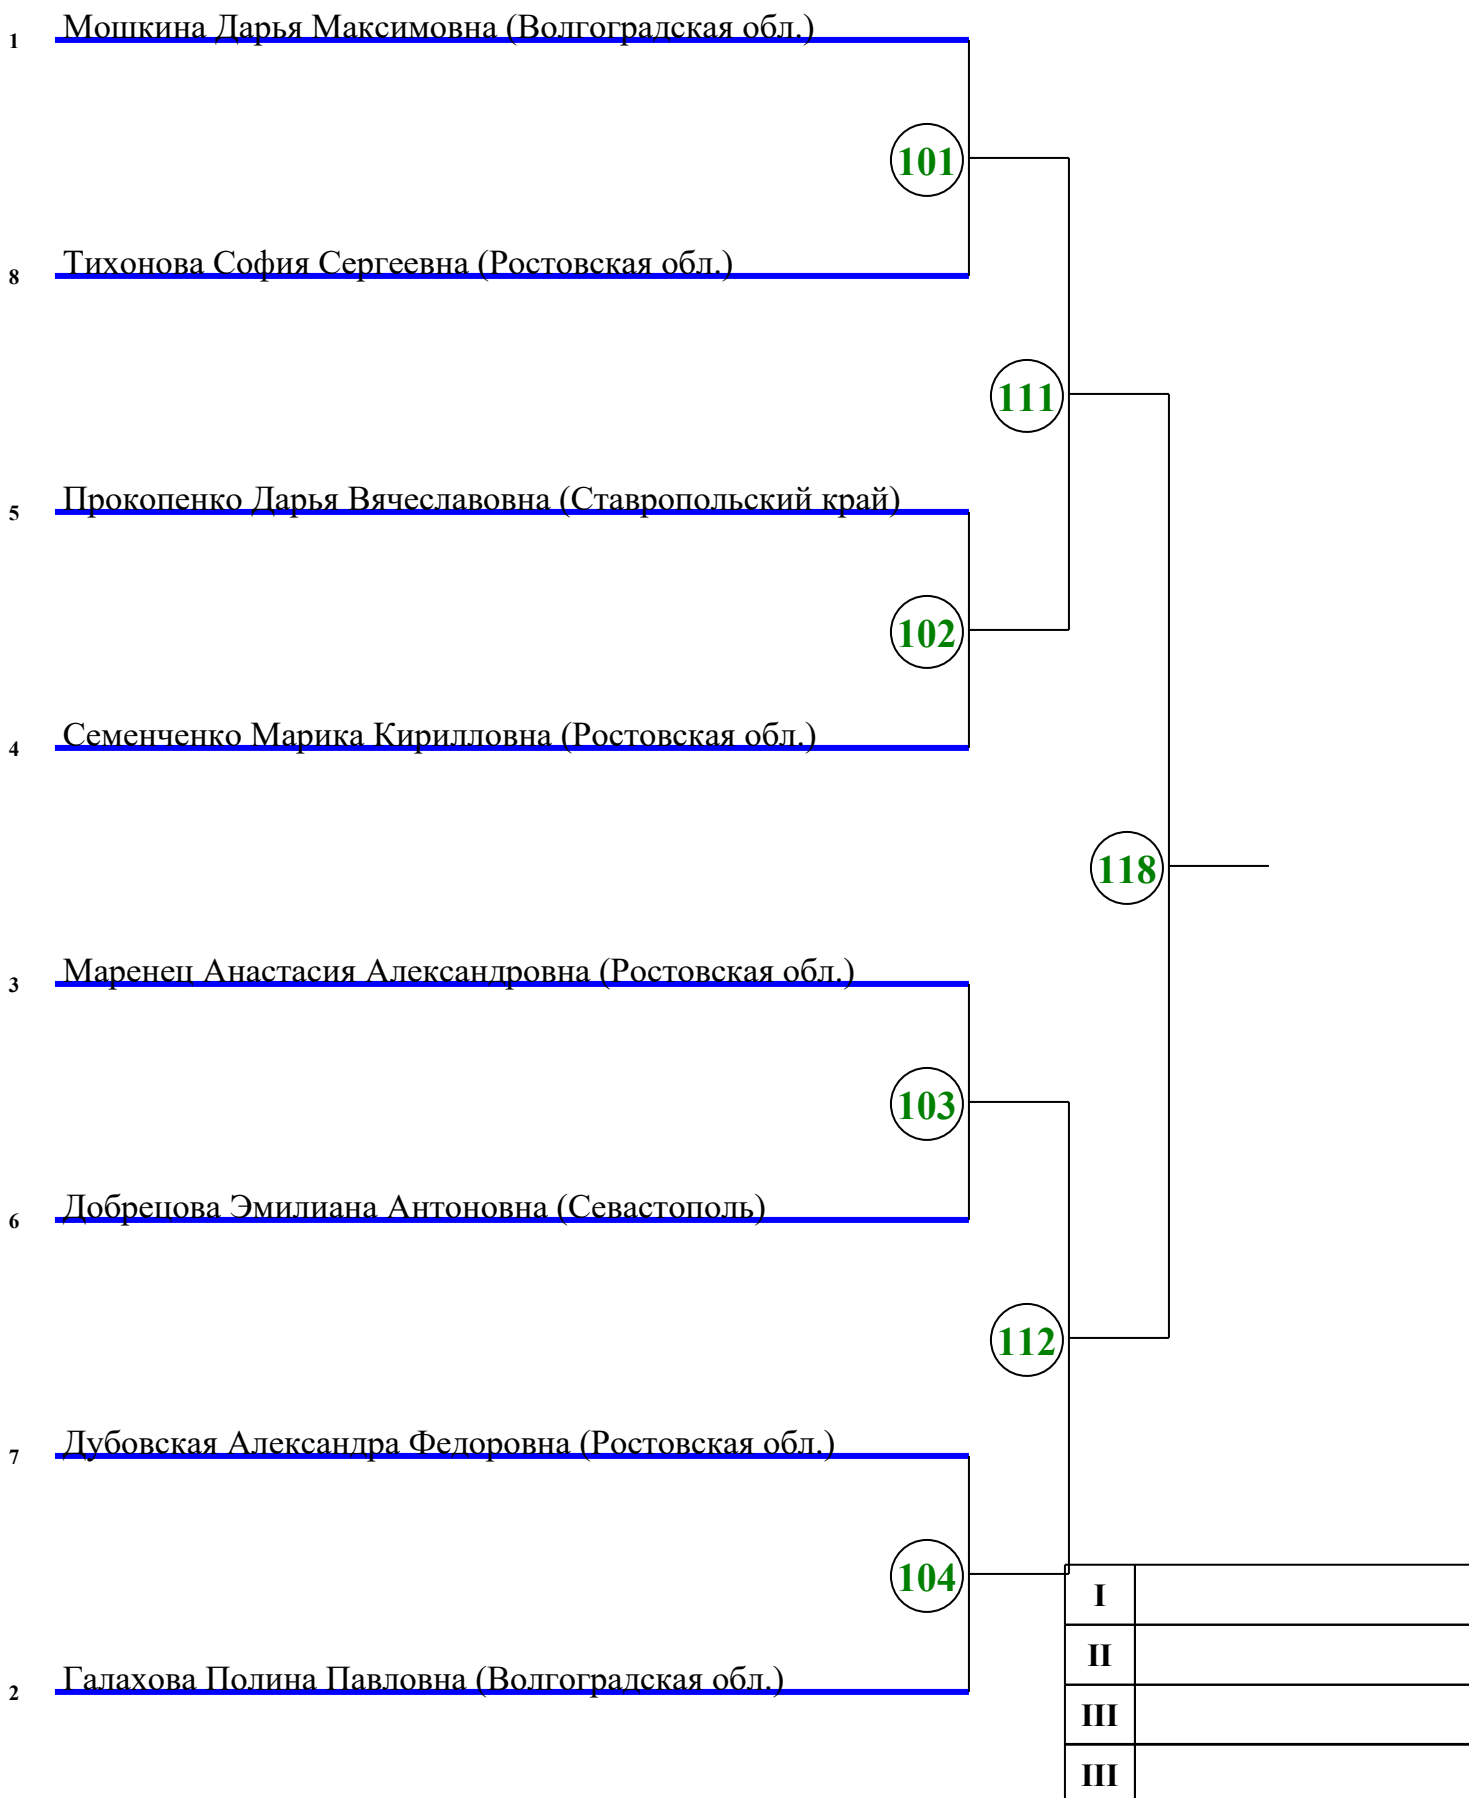 1 Мошкина Дарья Максимовна (Волгоградская обл.)
101
8 Тихонова София Сергеевна (Ростовская обл.)
111
5 Прокопенко Дарья Вячеславовна (Ставропольский край)
102
4 Семенченко Марика Кирилловна (Ростовская обл.)
118
3 Маренец Анастасия Александровна (Ростовская обл.)
103
6 Добрецова Эмилиана Антоновна (Севастополь)
112
7 Дубовская Александра Федоровна (Ростовская обл.)
104
I
II
2 Галахова Полина Павловна (Волгоградская обл.)
III
III